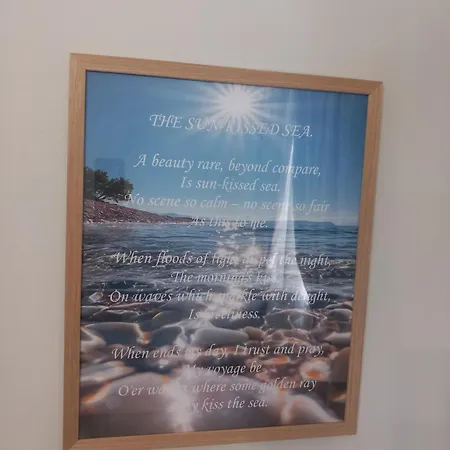 THE SUN-KISSED SEA.
A beauty rare, beyond compare,
Is sun-kissed sea.
No scene so calm – no scene so fair
As this to me.
When floods of light dispel the night,
The morning's kiss
On waves which sparkle with delight,
Is loveliness.
When ends my day, I trust and pray,
My voyage be
O'er waters where some golden ray
May kiss the sea.